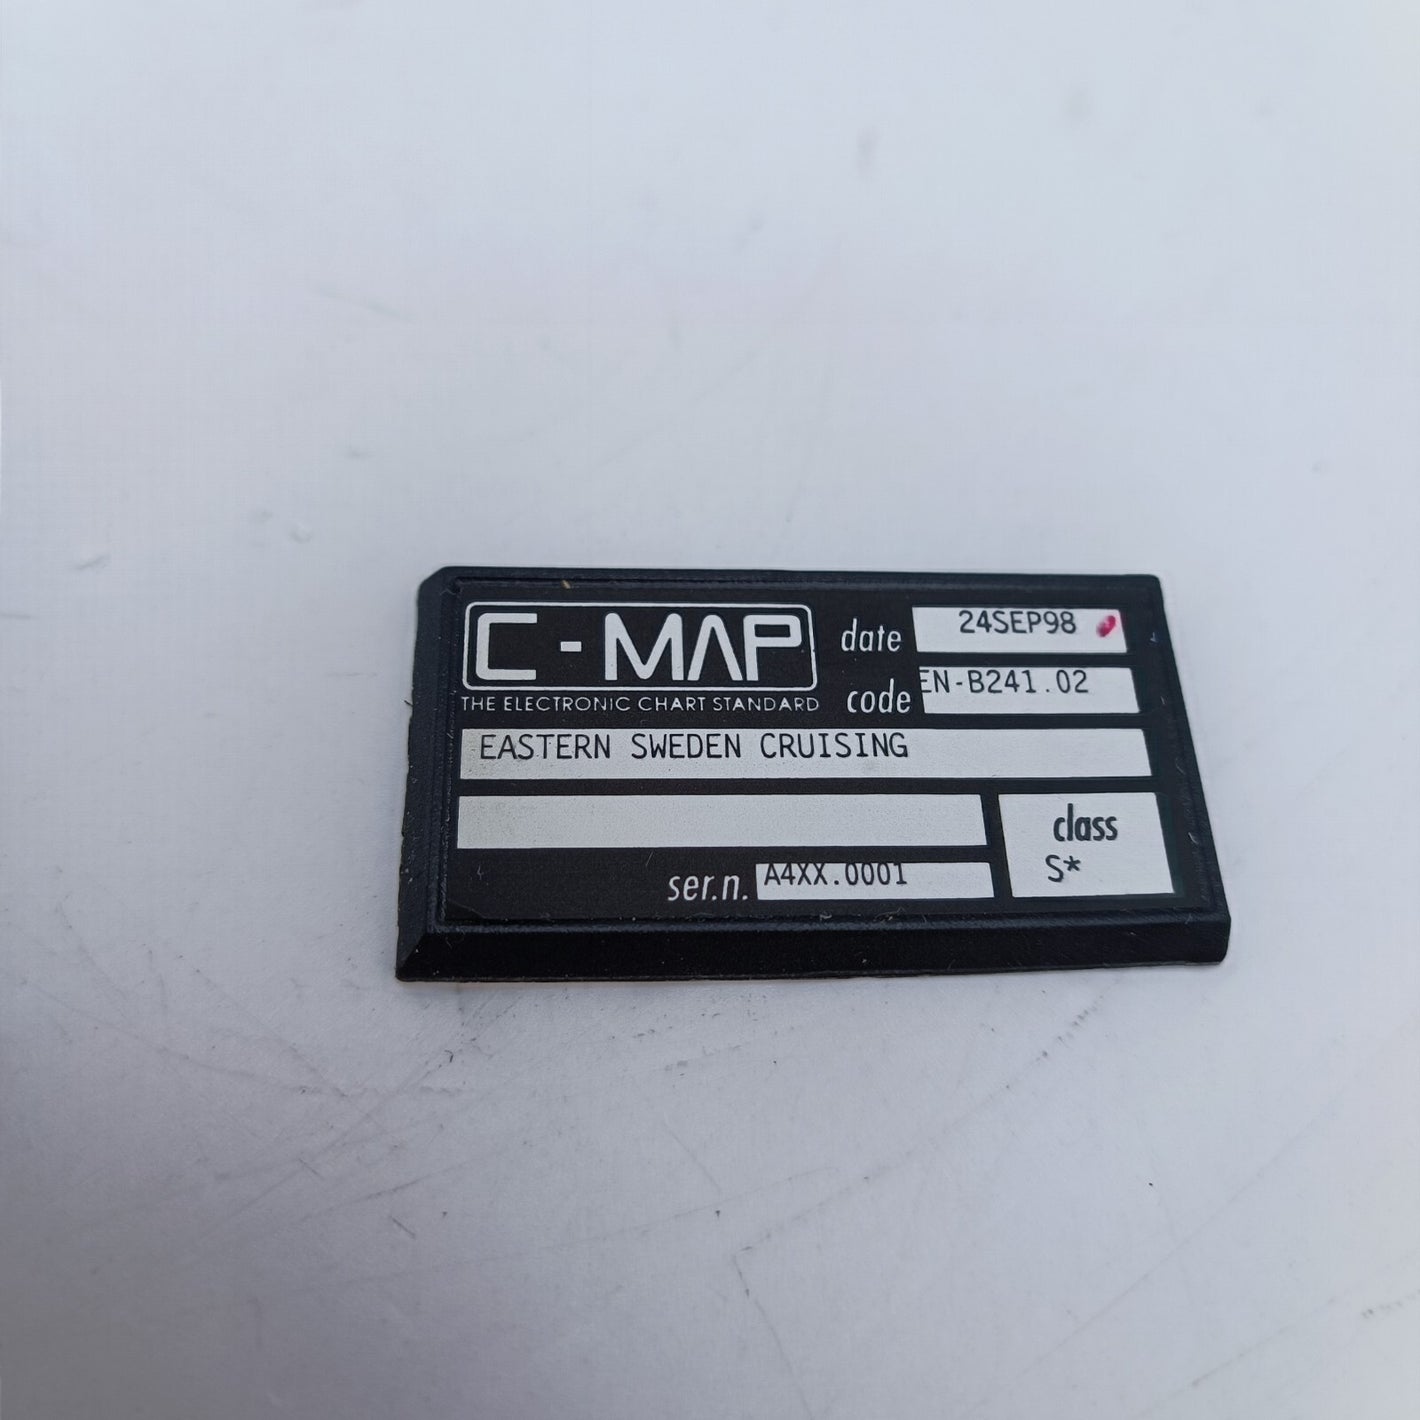 C-MAP
THE ELECTRONIC CHART STANDARD
date 24SEP98
code EN-B241.02
EASTERN SWEDEN CRUISING
class
S*
ser.n. A4XX.0001